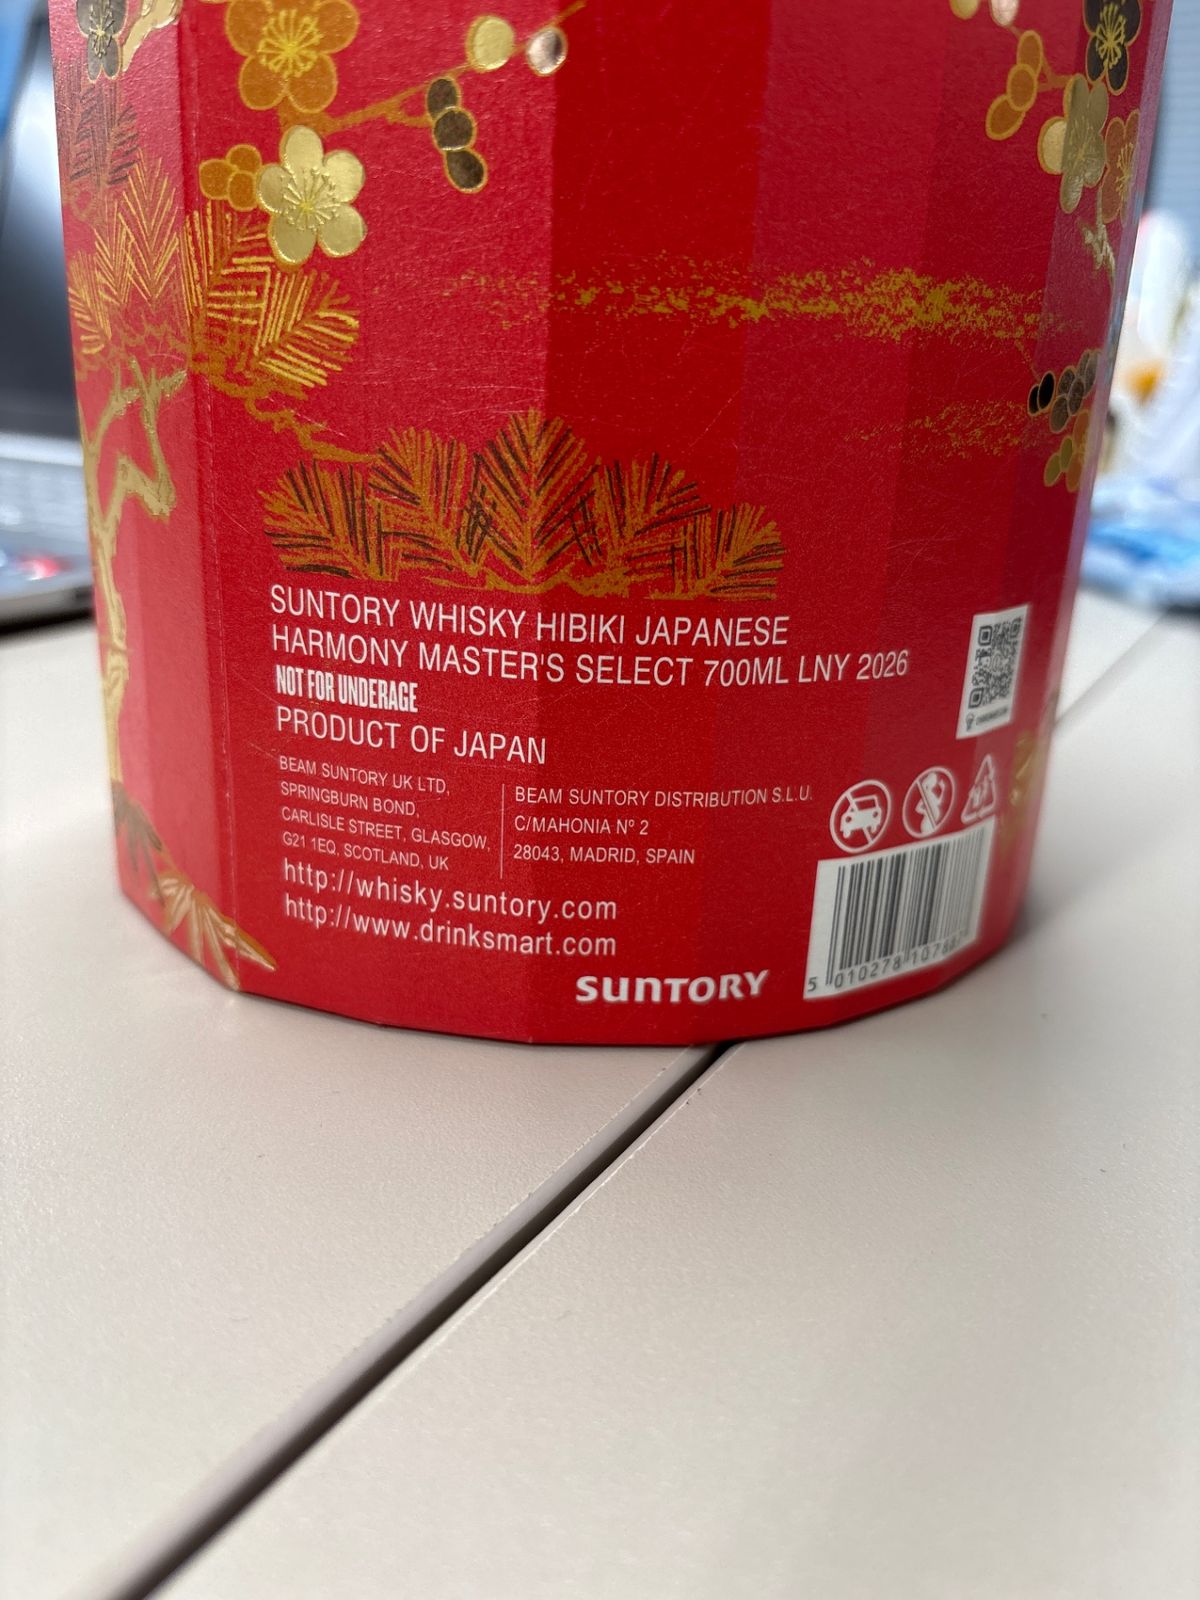 SUNTORY WHISKY HIBIKI JAPANESE
HARMONY MASTER'S SELECT 700ML LNY 2026
NOT FOR UNDERAGE
PRODUCT OF JAPAN
BEAM SUNTORY UK LTD,
SPRINGBURN BOND,
CARLISLE STREET, GLASGOW,
G21 1EQ, SCOTLAND, UK
BEAM SUNTORY DISTRIBUTION S.L.U.
C/MAHONIA Nº 2
28043, MADRID, SPAIN
http://whisky.suntory.com
http://www.drinksmart.com
SUNTORY
5 010278